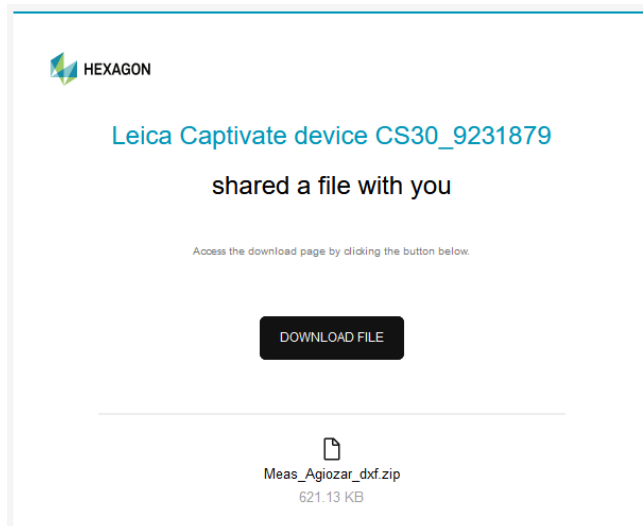 HEXAGON
Leica Captivate device CS30_9231879
shared a file with you
Access the download page by clicking the button below.
DOWNLOAD FILE
Meas_Agiozar_dxf.zip
621.13 KB